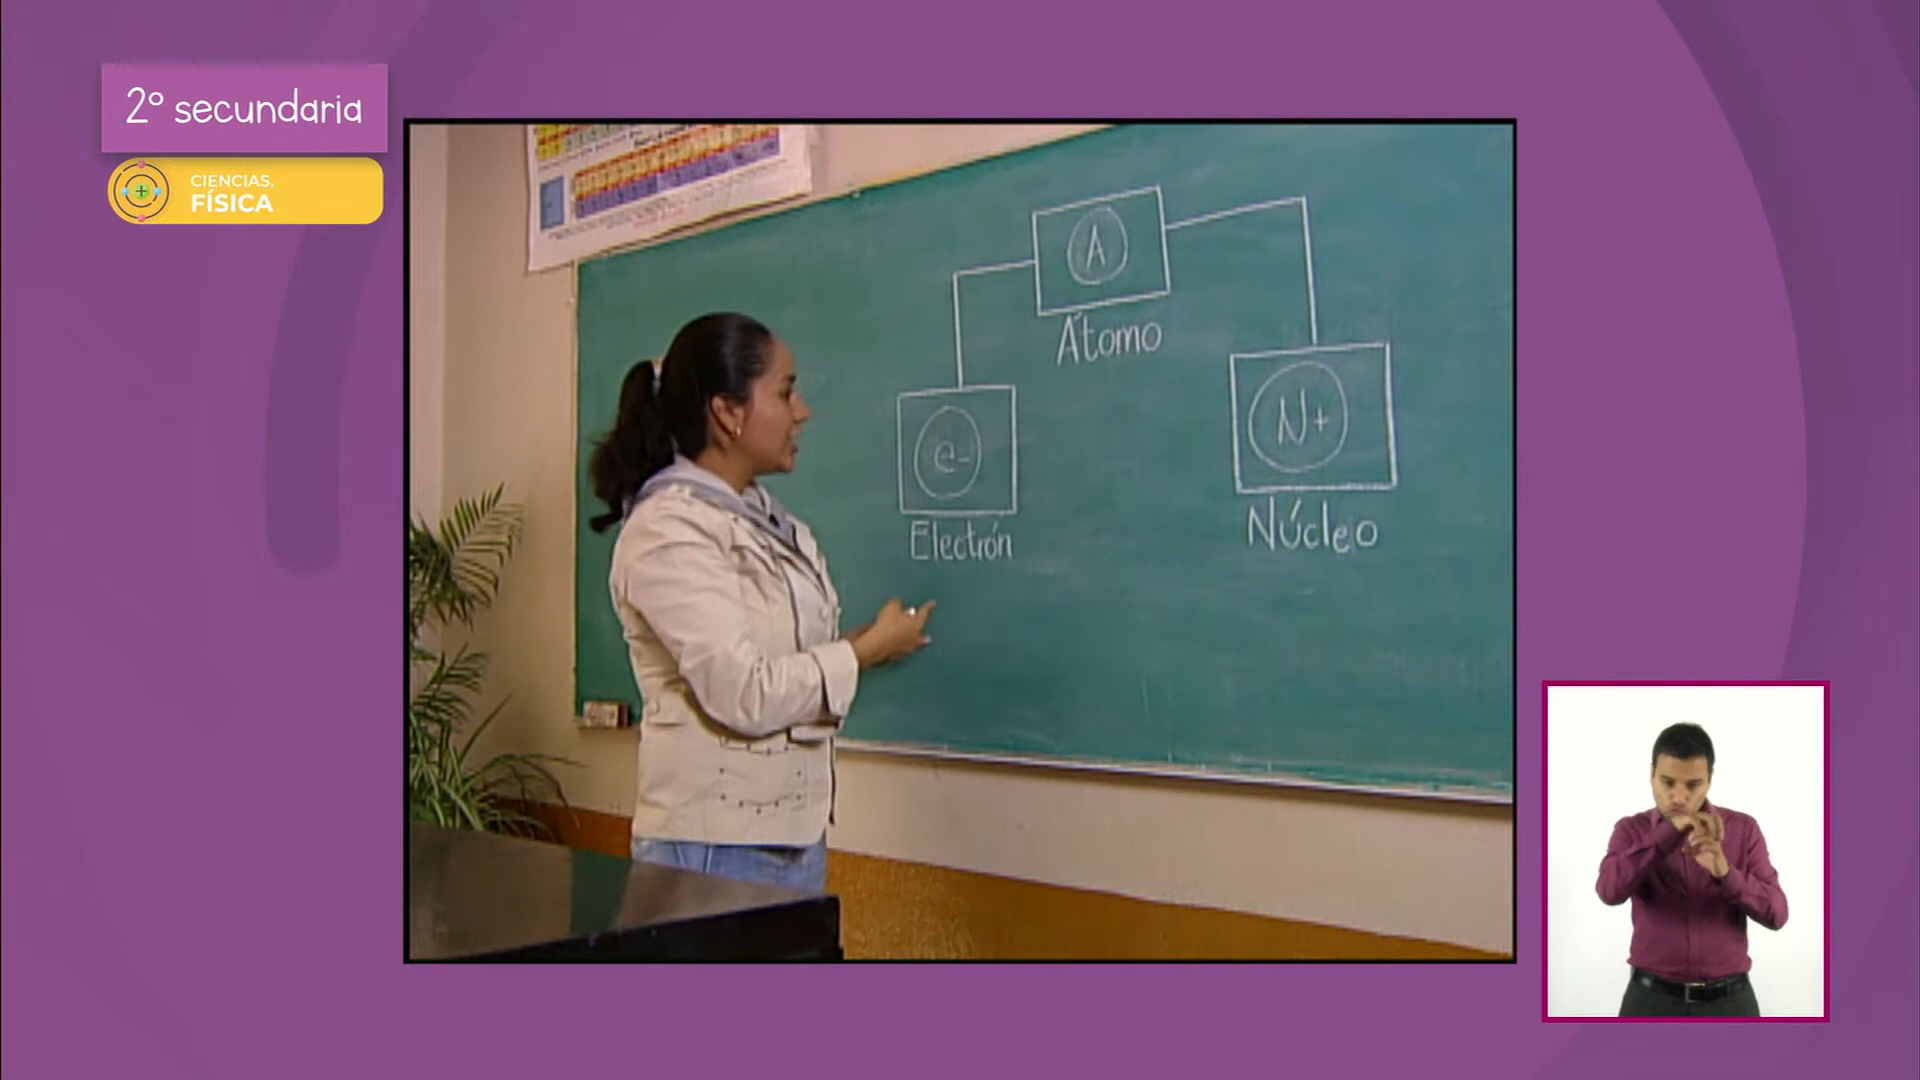 2° secundaria
CIENCIAS.
FÍSICA
A
Átomo
e-
Electrón
N+
Núcleo